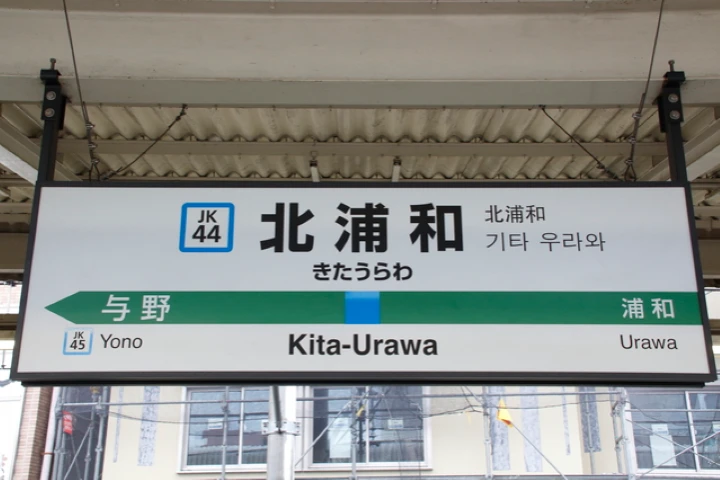 JK
44
北浦和
北浦和
기타 우라와
きたうらわ
与野
浦和
JK
45
Yono
Kita-Urawa
Urawa